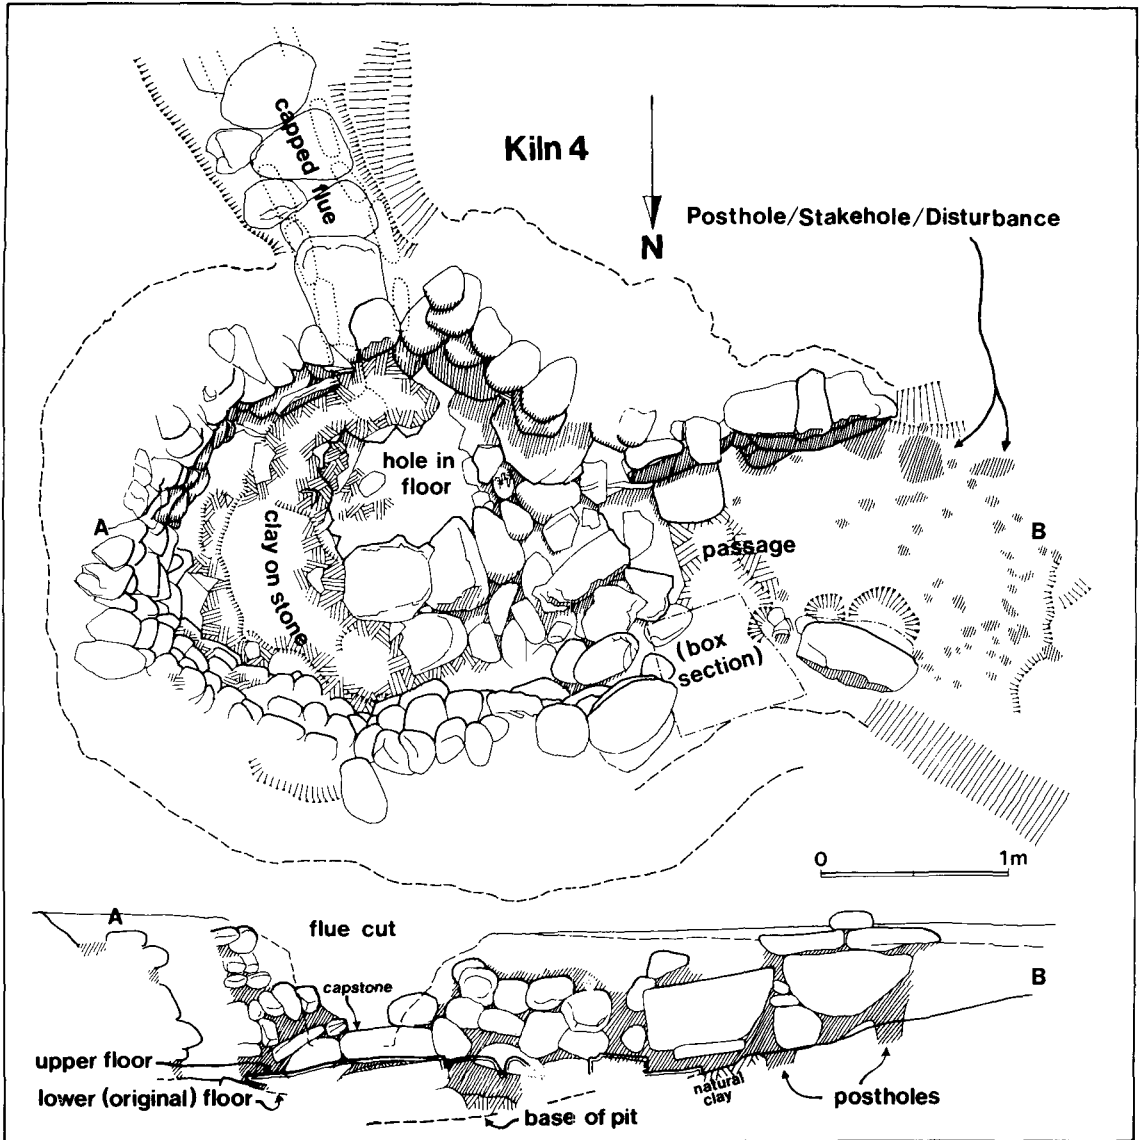 capped flue
Kiln 4
N
Posthole/Stakehole/Disturbance
hole in
floor
A
clay on stone
passage
B
(box
section)
0 1m
A
flue cut
capstone
B
upper floor
lower (original) floor
natural
clay
postholes
base of pit